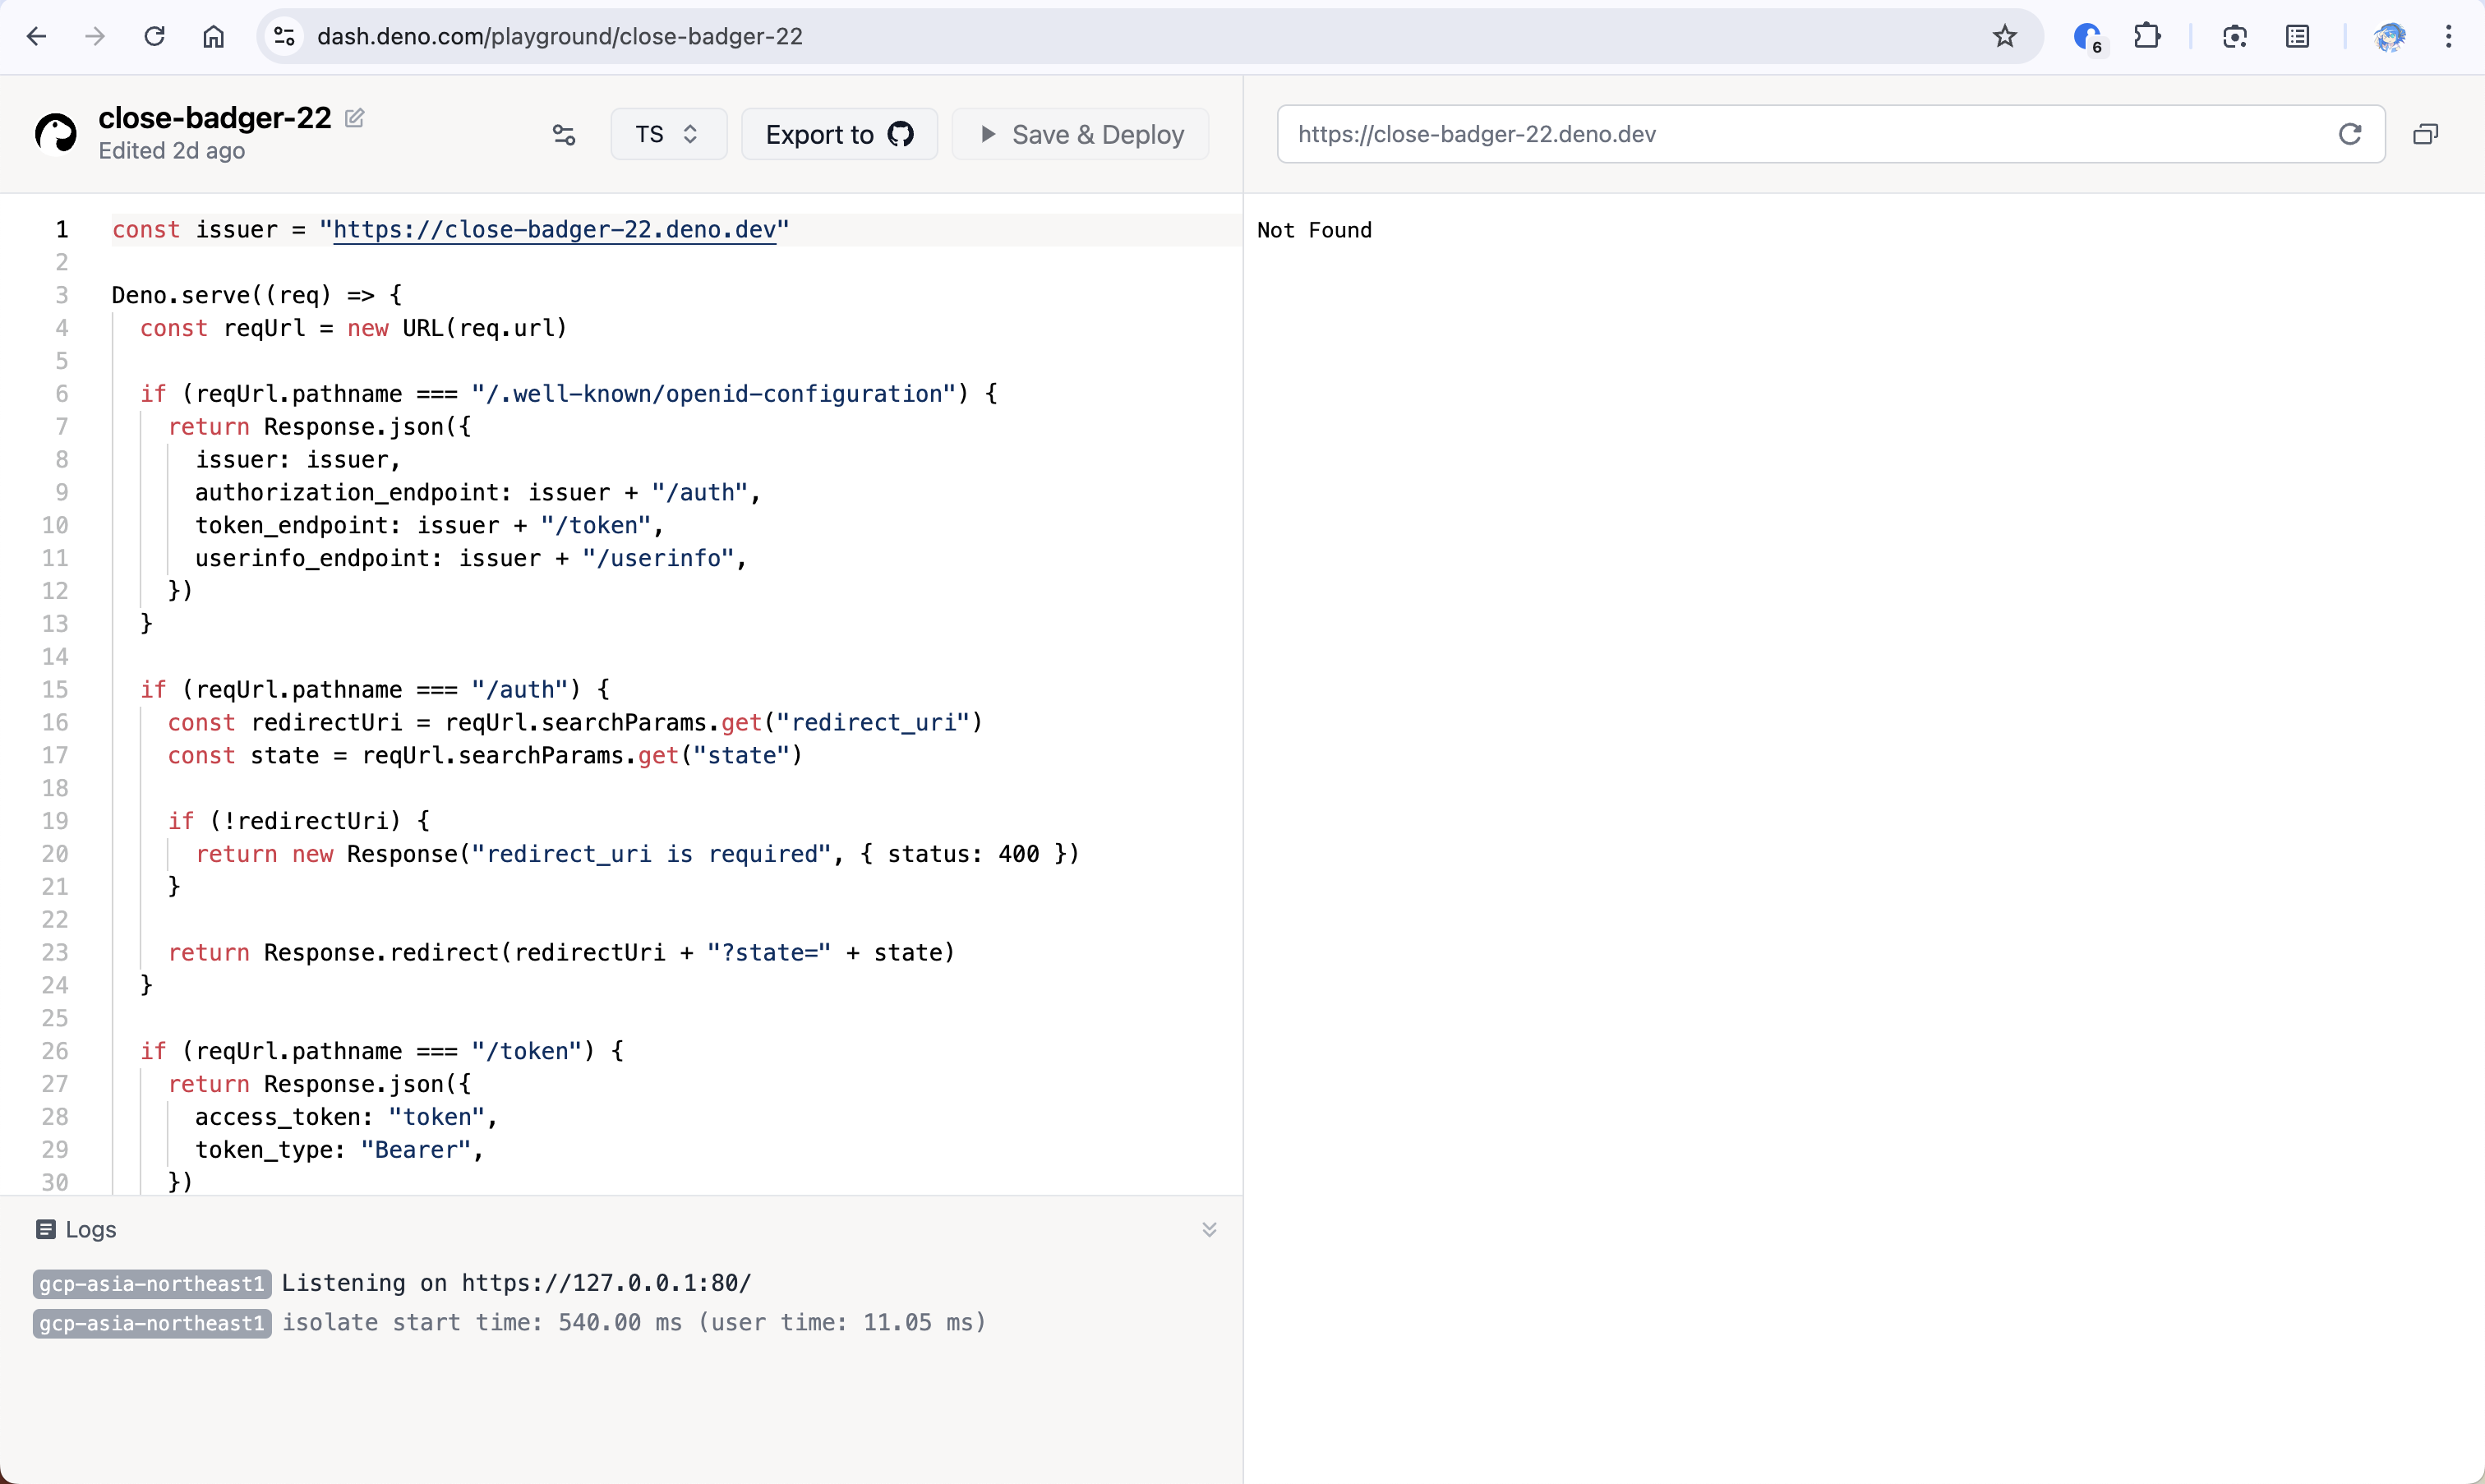 dash.deno.com/playground/close-badger-22
6
close-badger-22
Edited 2d ago
TS
Export to
Save & Deploy
https://close-badger-22.deno.dev
1 const issuer = "https://close-badger-22.deno.dev"
2
3 Deno.serve((req) => {
4 const reqUrl = new URL(req.url)
5
6 if (reqUrl.pathname === "/.well-known/openid-configuration") {
7 return Response.json({
8 issuer: issuer,
9 authorization_endpoint: issuer + "/auth",
10 token_endpoint: issuer + "/token",
11 userinfo_endpoint: issuer + "/userinfo",
12 })
13 }
14
15 if (reqUrl.pathname === "/auth") {
16 const redirectUri = reqUrl.searchParams.get("redirect_uri")
17 const state = reqUrl.searchParams.get("state")
18
19 if (!redirectUri) {
20 return new Response("redirect_uri is required", { status: 400 })
21 }
22
23 return Response.redirect(redirectUri + "?state=" + state)
24 }
25
26 if (reqUrl.pathname === "/token") {
27 return Response.json({
28 access_token: "token",
29 token_type: "Bearer",
30 })
Logs
gcp-asia-northeast1 Listening on https://127.0.0.1:80/
gcp-asia-northeast1 isolate start time: 540.00 ms (user time: 11.05 ms)
Not Found